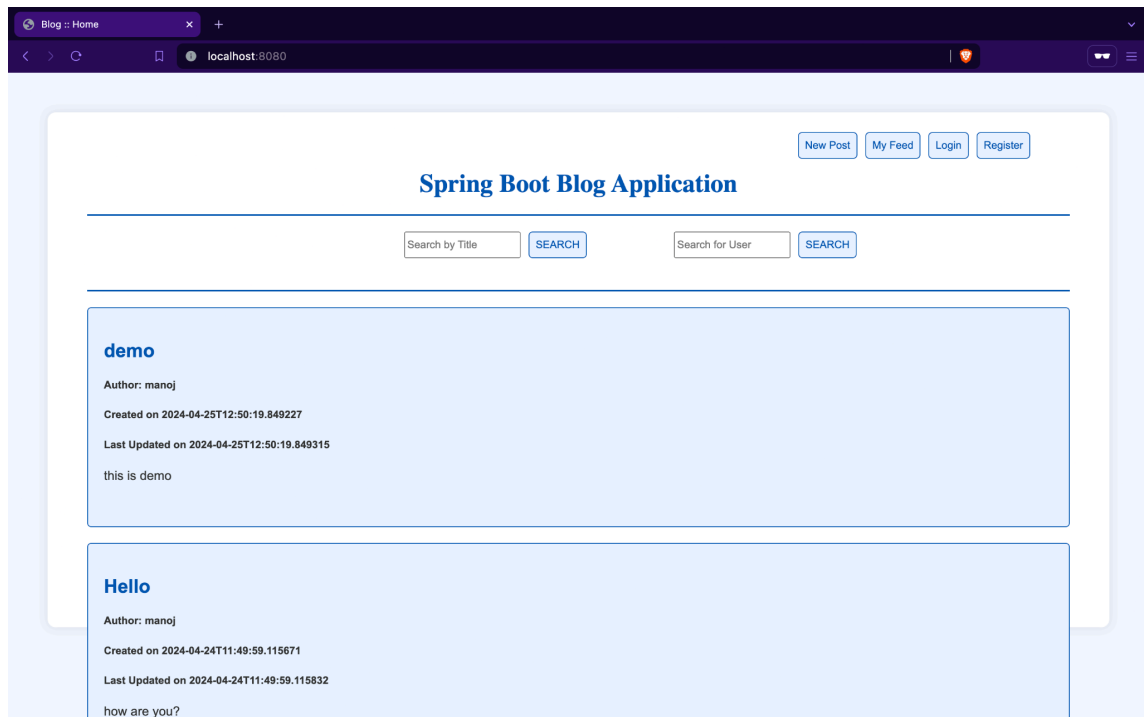 Blog :: Home
localhost:8080
New Post My Feed Login Register
Spring Boot Blog Application
Search by Title SEARCH Search for User SEARCH
demo
Author: manoj
Created on 2024-04-25T12:50:19.849227
Last Updated on 2024-04-25T12:50:19.849315
this is demo
Hello
Author: manoj
Created on 2024-04-24T11:49:59.115671
Last Updated on 2024-04-24T11:49:59.115832
how are you?